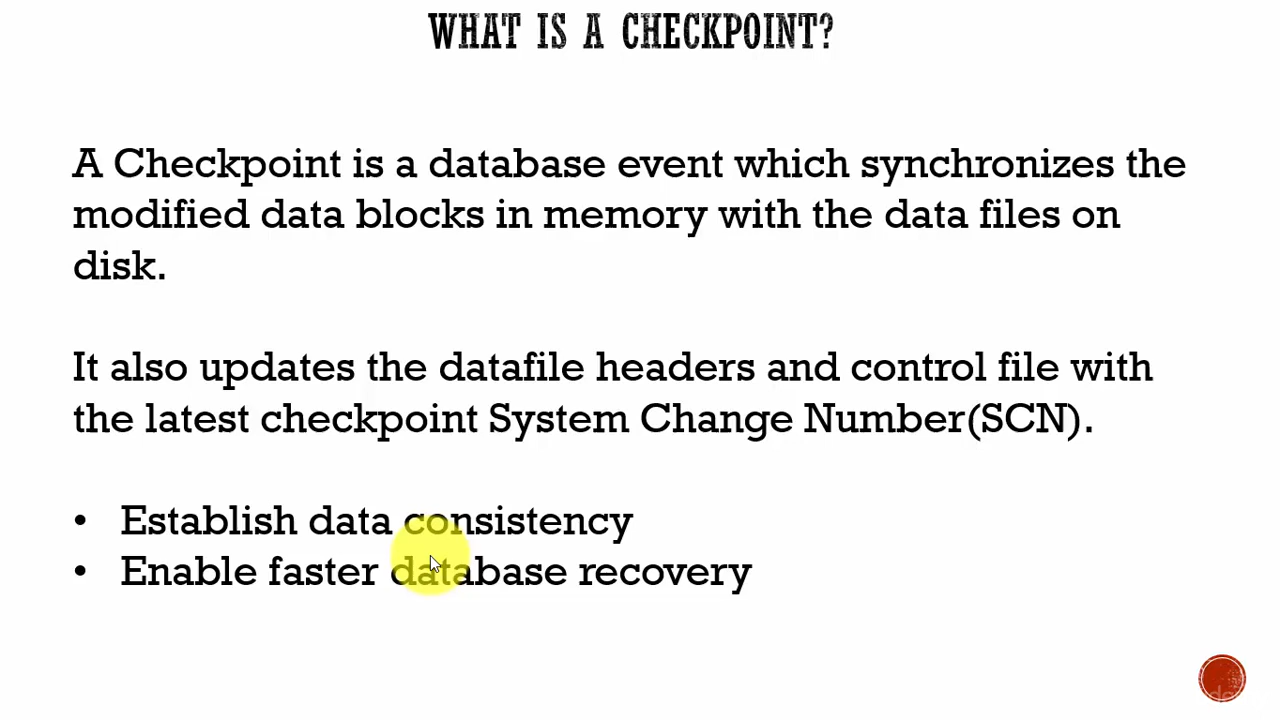 WHAT IS A CHECKPOINT?
A Checkpoint is a database event which synchronizes the
modified data blocks in memory with the data files on
disk.
It also updates the datafile headers and control file with
the latest checkpoint System Change Number(SCN).
• Establish data consistency
• Enable faster database recovery